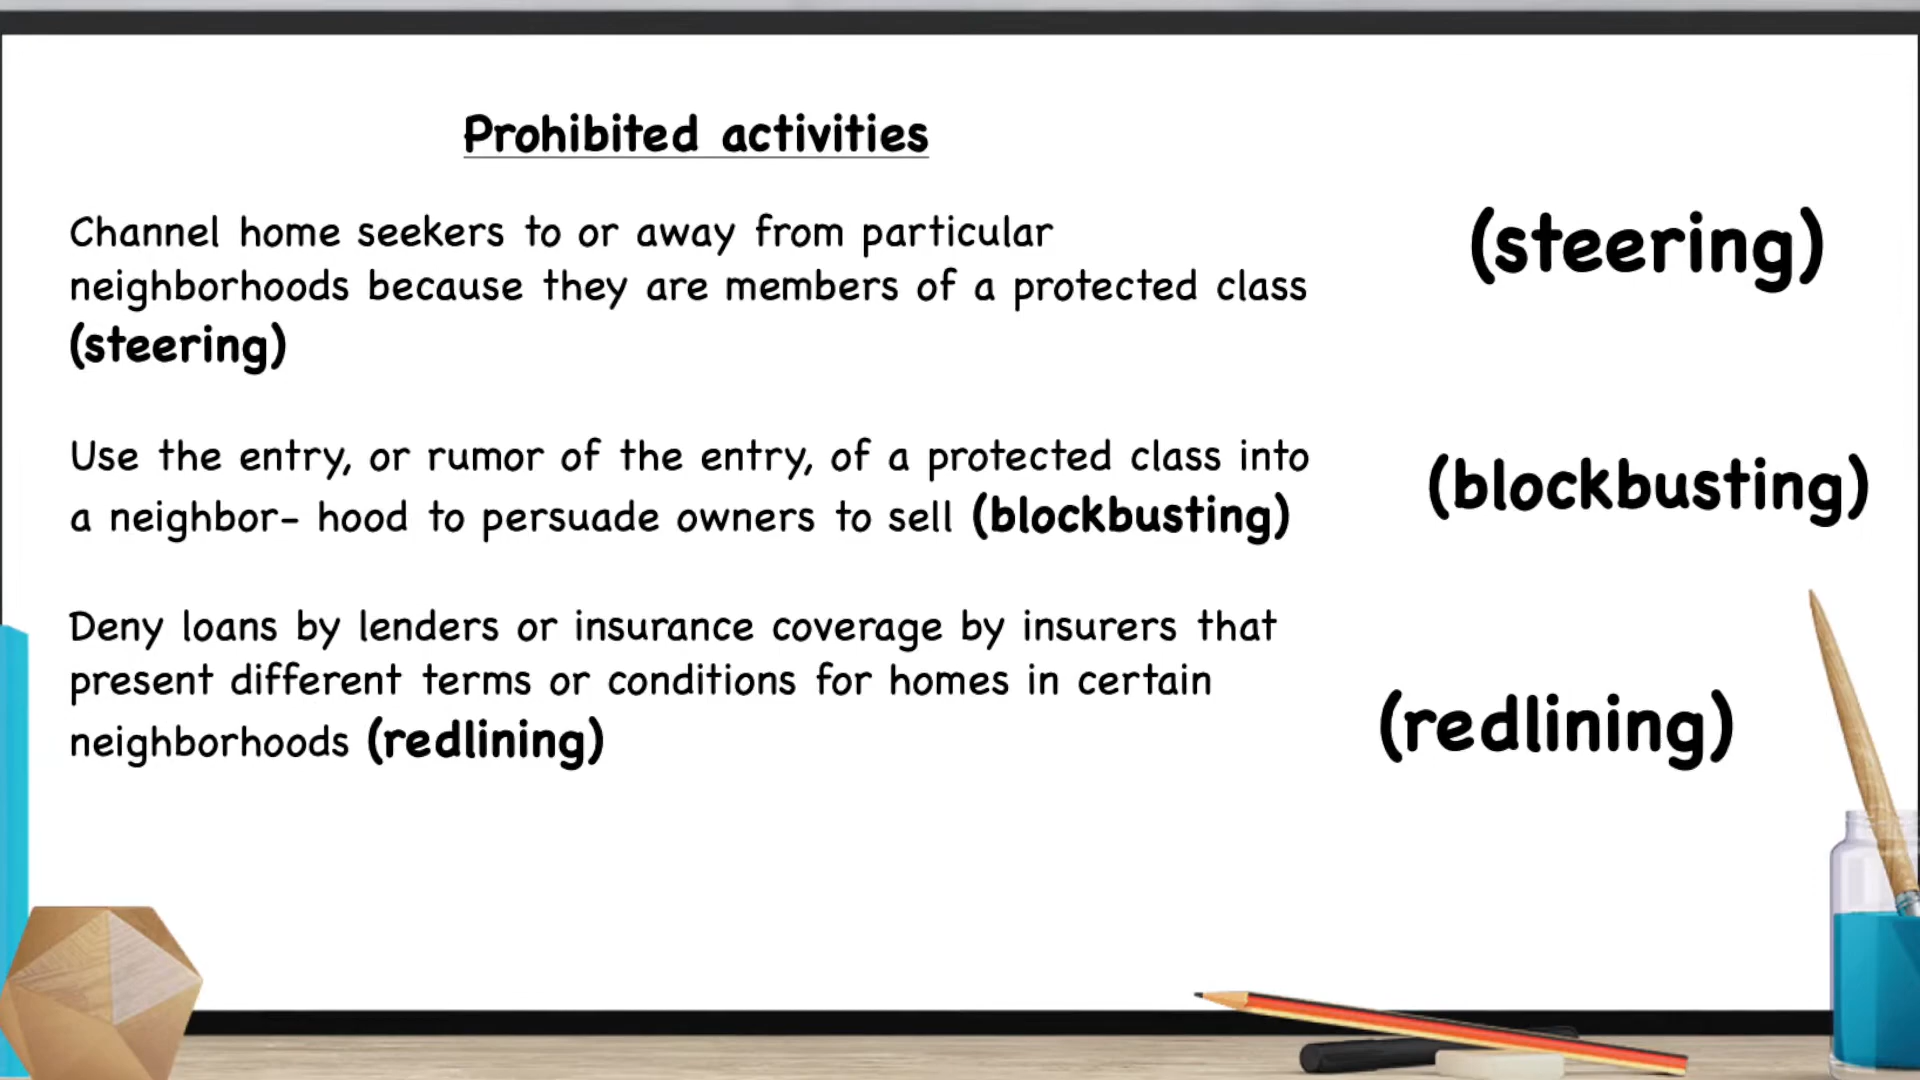 Prohibited activities
Channel home seekers to or away from particular
neighborhoods because they are members of a protected class
(steering)
(steering)
Use the entry, or rumor of the entry, of a protected class into
a neighbor- hood to persuade owners to sell (blockbusting)
(blockbusting)
Deny loans by lenders or insurance coverage by insurers that
present different terms or conditions for homes in certain
neighborhoods (redlining)
(redlining)